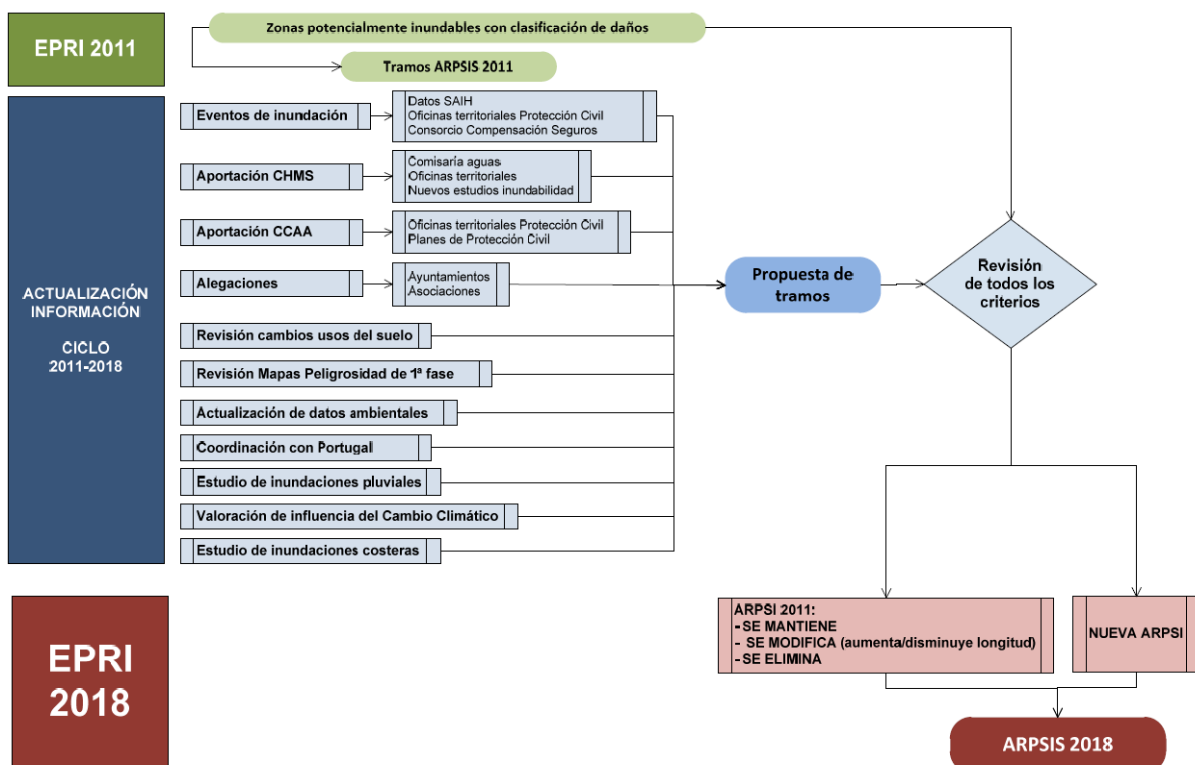 EPRI 2011
Zonas potencialmente inundables con clasificación de daños
Tramos ARPSIS 2011
ACTUALIZACIÓN
INFORMACIÓN
CICLO
2011-2018
Eventos de inundación
Datos SAIH
Oficinas territoriales Protección Civil
Consorcio Compensación Seguros
Aportación CHMS
Comisaría aguas
Oficinas territoriales
Nuevos estudios inundabilidad
Aportación CCAA
Oficinas territoriales Protección Civil
Planes de Protección Civil
Alegaciones
Ayuntamientos
Asociaciones
Revisión cambios usos del suelo
Revisión Mapas Peligrosidad de 1ª fase
Actualización de datos ambientales
Coordinación con Portugal
Estudio de inundaciones pluviales
Valoración de influencia del Cambio Climático
Estudio de inundaciones costeras
Propuesta de
tramos
Revisión
de todos los
criterios
EPRI
2018
ARPSI 2011:
- SE MANTIENE
- SE MODIFICA (aumenta/disminuye longitud)
- SE ELIMINA
NUEVA ARPSI
ARPSIS 2018